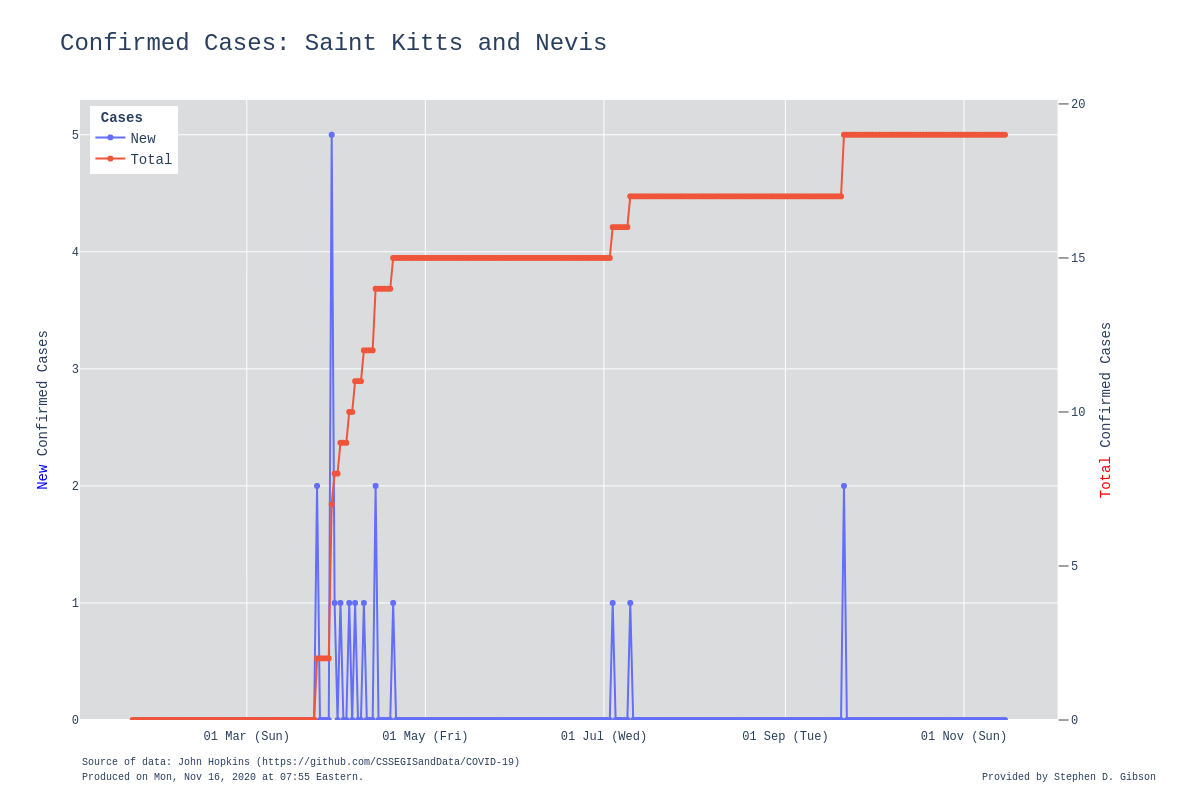 Confirmed Cases: Saint Kitts and Nevis
Cases
New
Total
5
4
3
2
1
0
New Confirmed Cases
20
15
10
5
0
Total Confirmed Cases
01 Mar (Sun) 01 May (Fri) 01 Jul (Wed) 01 Sep (Tue) 01 Nov (Sun)
Source of data: John Hopkins (https://github.com/CSSEGISandData/COVID-19)
Produced on Mon, Nov 16, 2020 at 07:55 Eastern.
Provided by Stephen D. Gibson